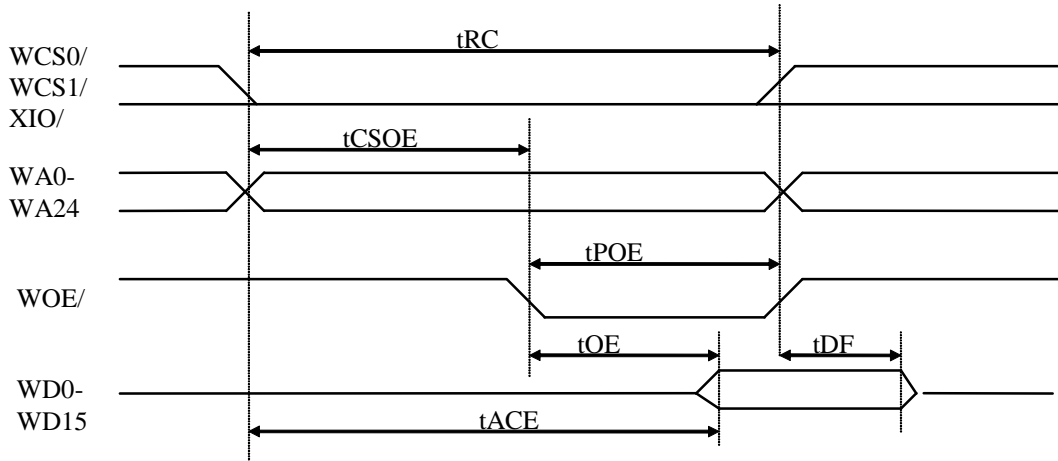 tRC
WCS0/
WCS1/
XIO/
tCSOE
WA0-
WA24
tPOE
WOE/
tOE
tDF
WD0-
WD15
tACE